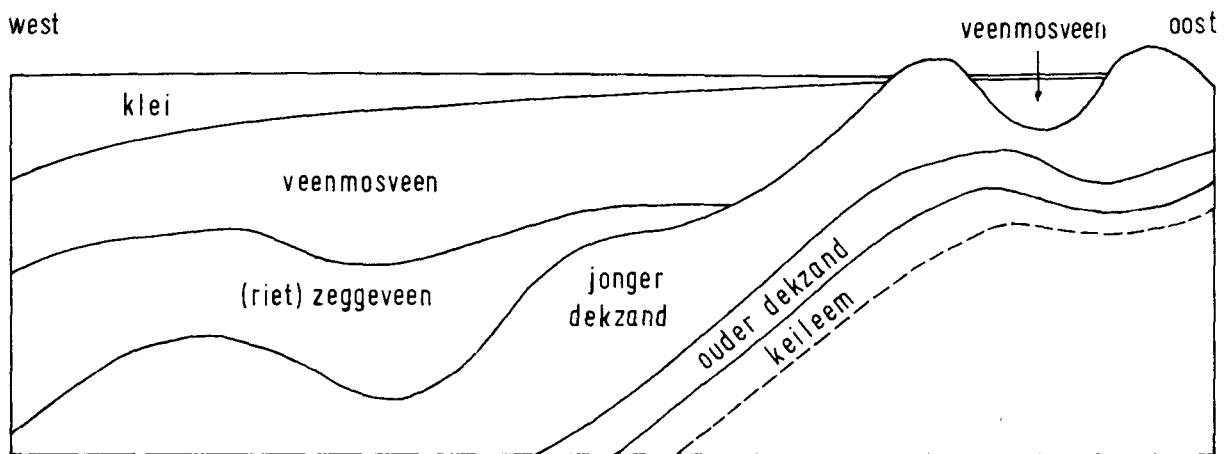 west
veenmosveen
oost
klei
veenmosveen
(riet) zeggeveen
jonger
dekzand
ouder dekzand
keileem